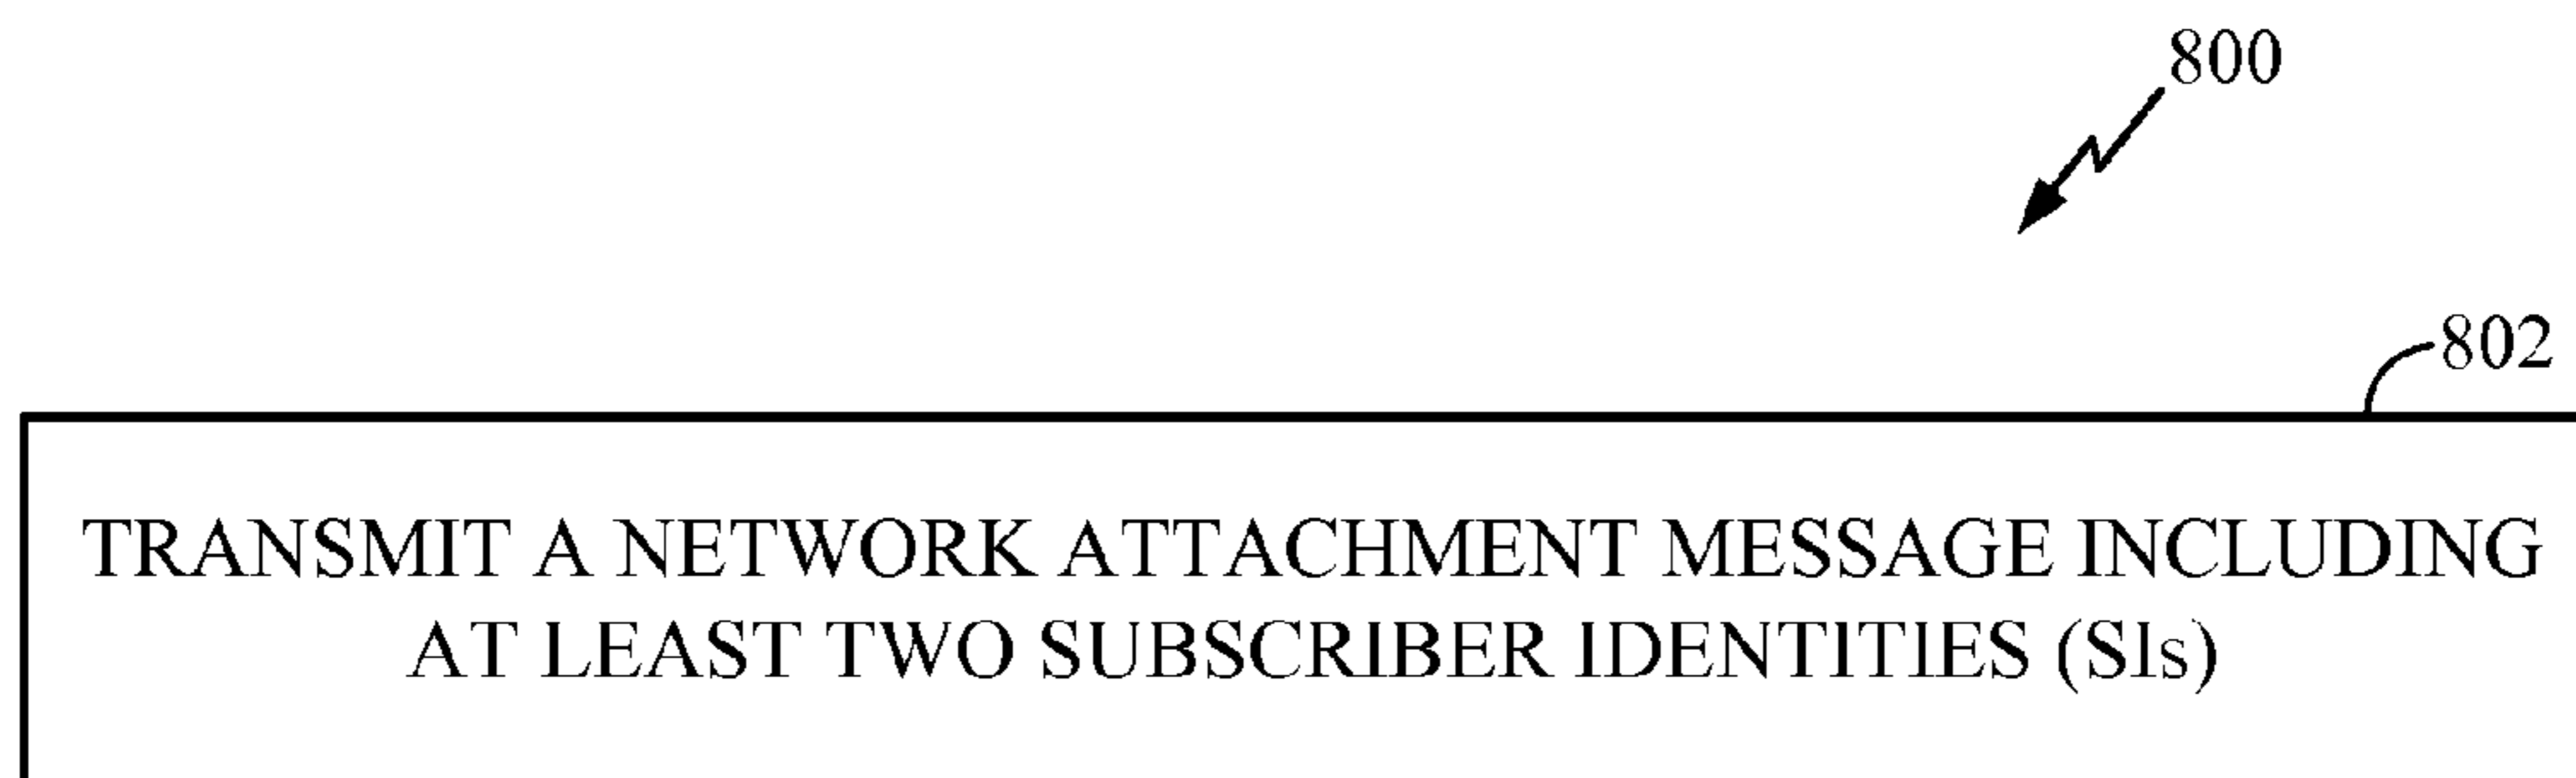 800
802
TRANSMIT A NETWORK ATTACHMENT MESSAGE INCLUDING
AT LEAST TWO SUBSCRIBER IDENTITIES (SIs)